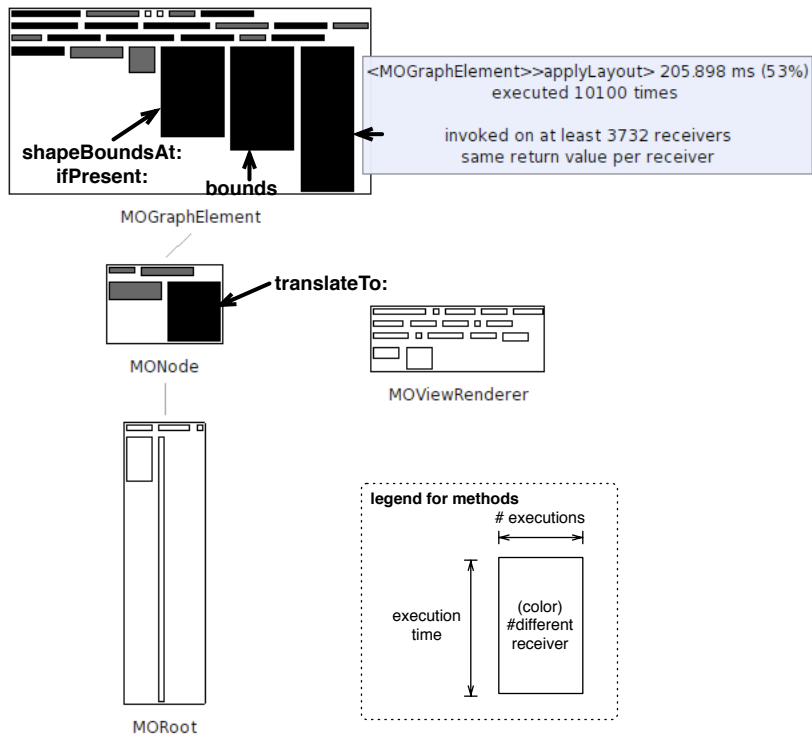 <MOGraphElement>>applyLayout> 205.898 ms (53%)
executed 10100 times
invoked on at least 3732 receivers
same return value per receiver
shapeBoundsAt:
ifPresent:
bounds
MOGraphElement
translateTo:
MONode
MOViewRenderer
legend for methods
# executions
execution
time
(color)
#different
receiver
MORoot